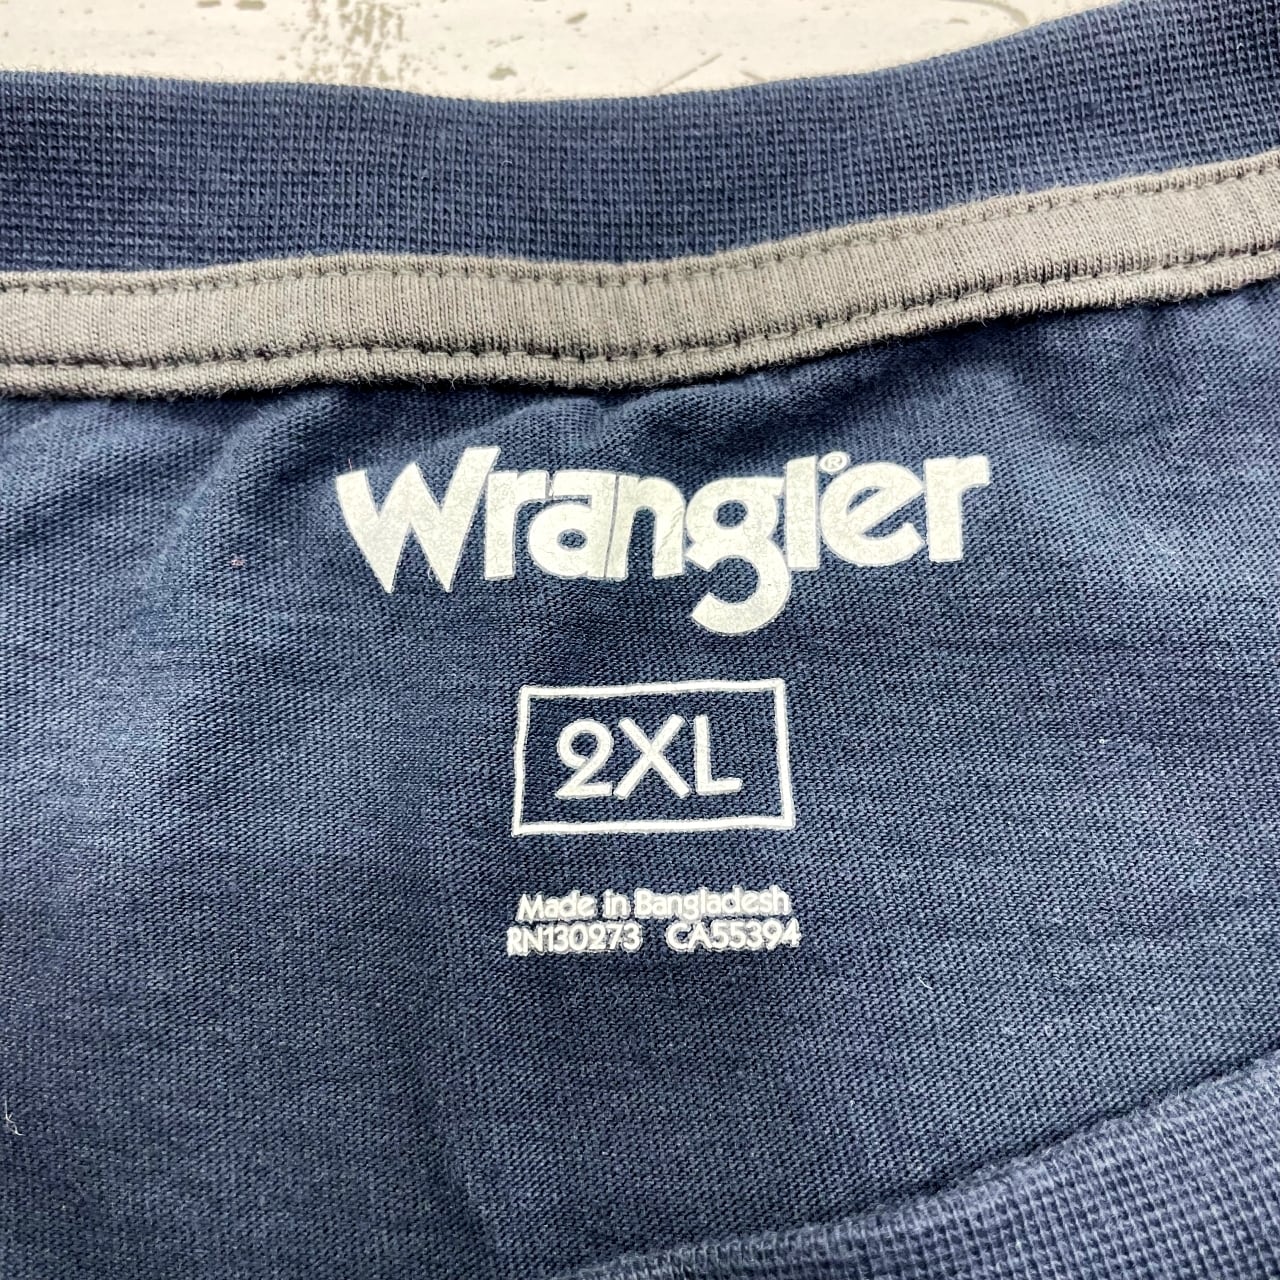 Wrangler®
2XL
Made in Bangladesh
RN130273 CA55394